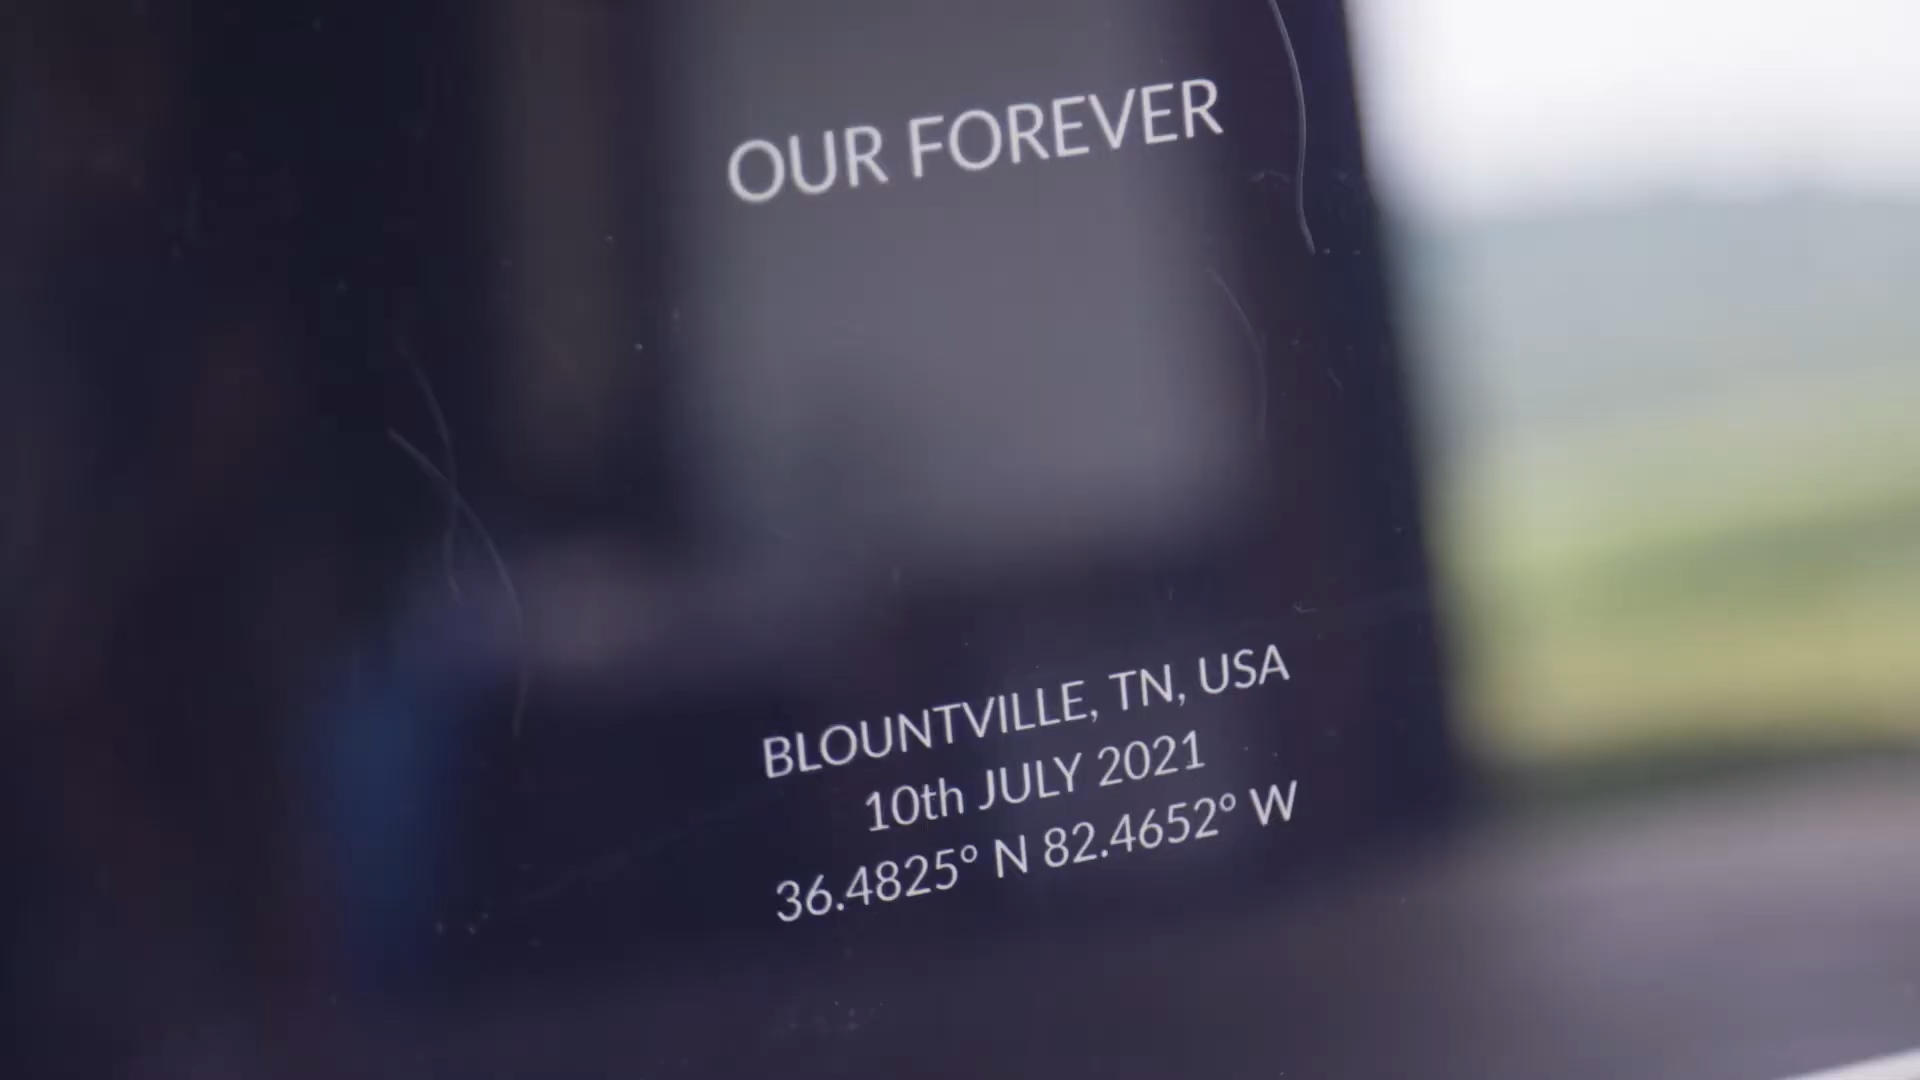 OUR FOREVER
BLOUNTVILLE, TN, USA
10th JULY 2021
36.4825° N 82.4652° W